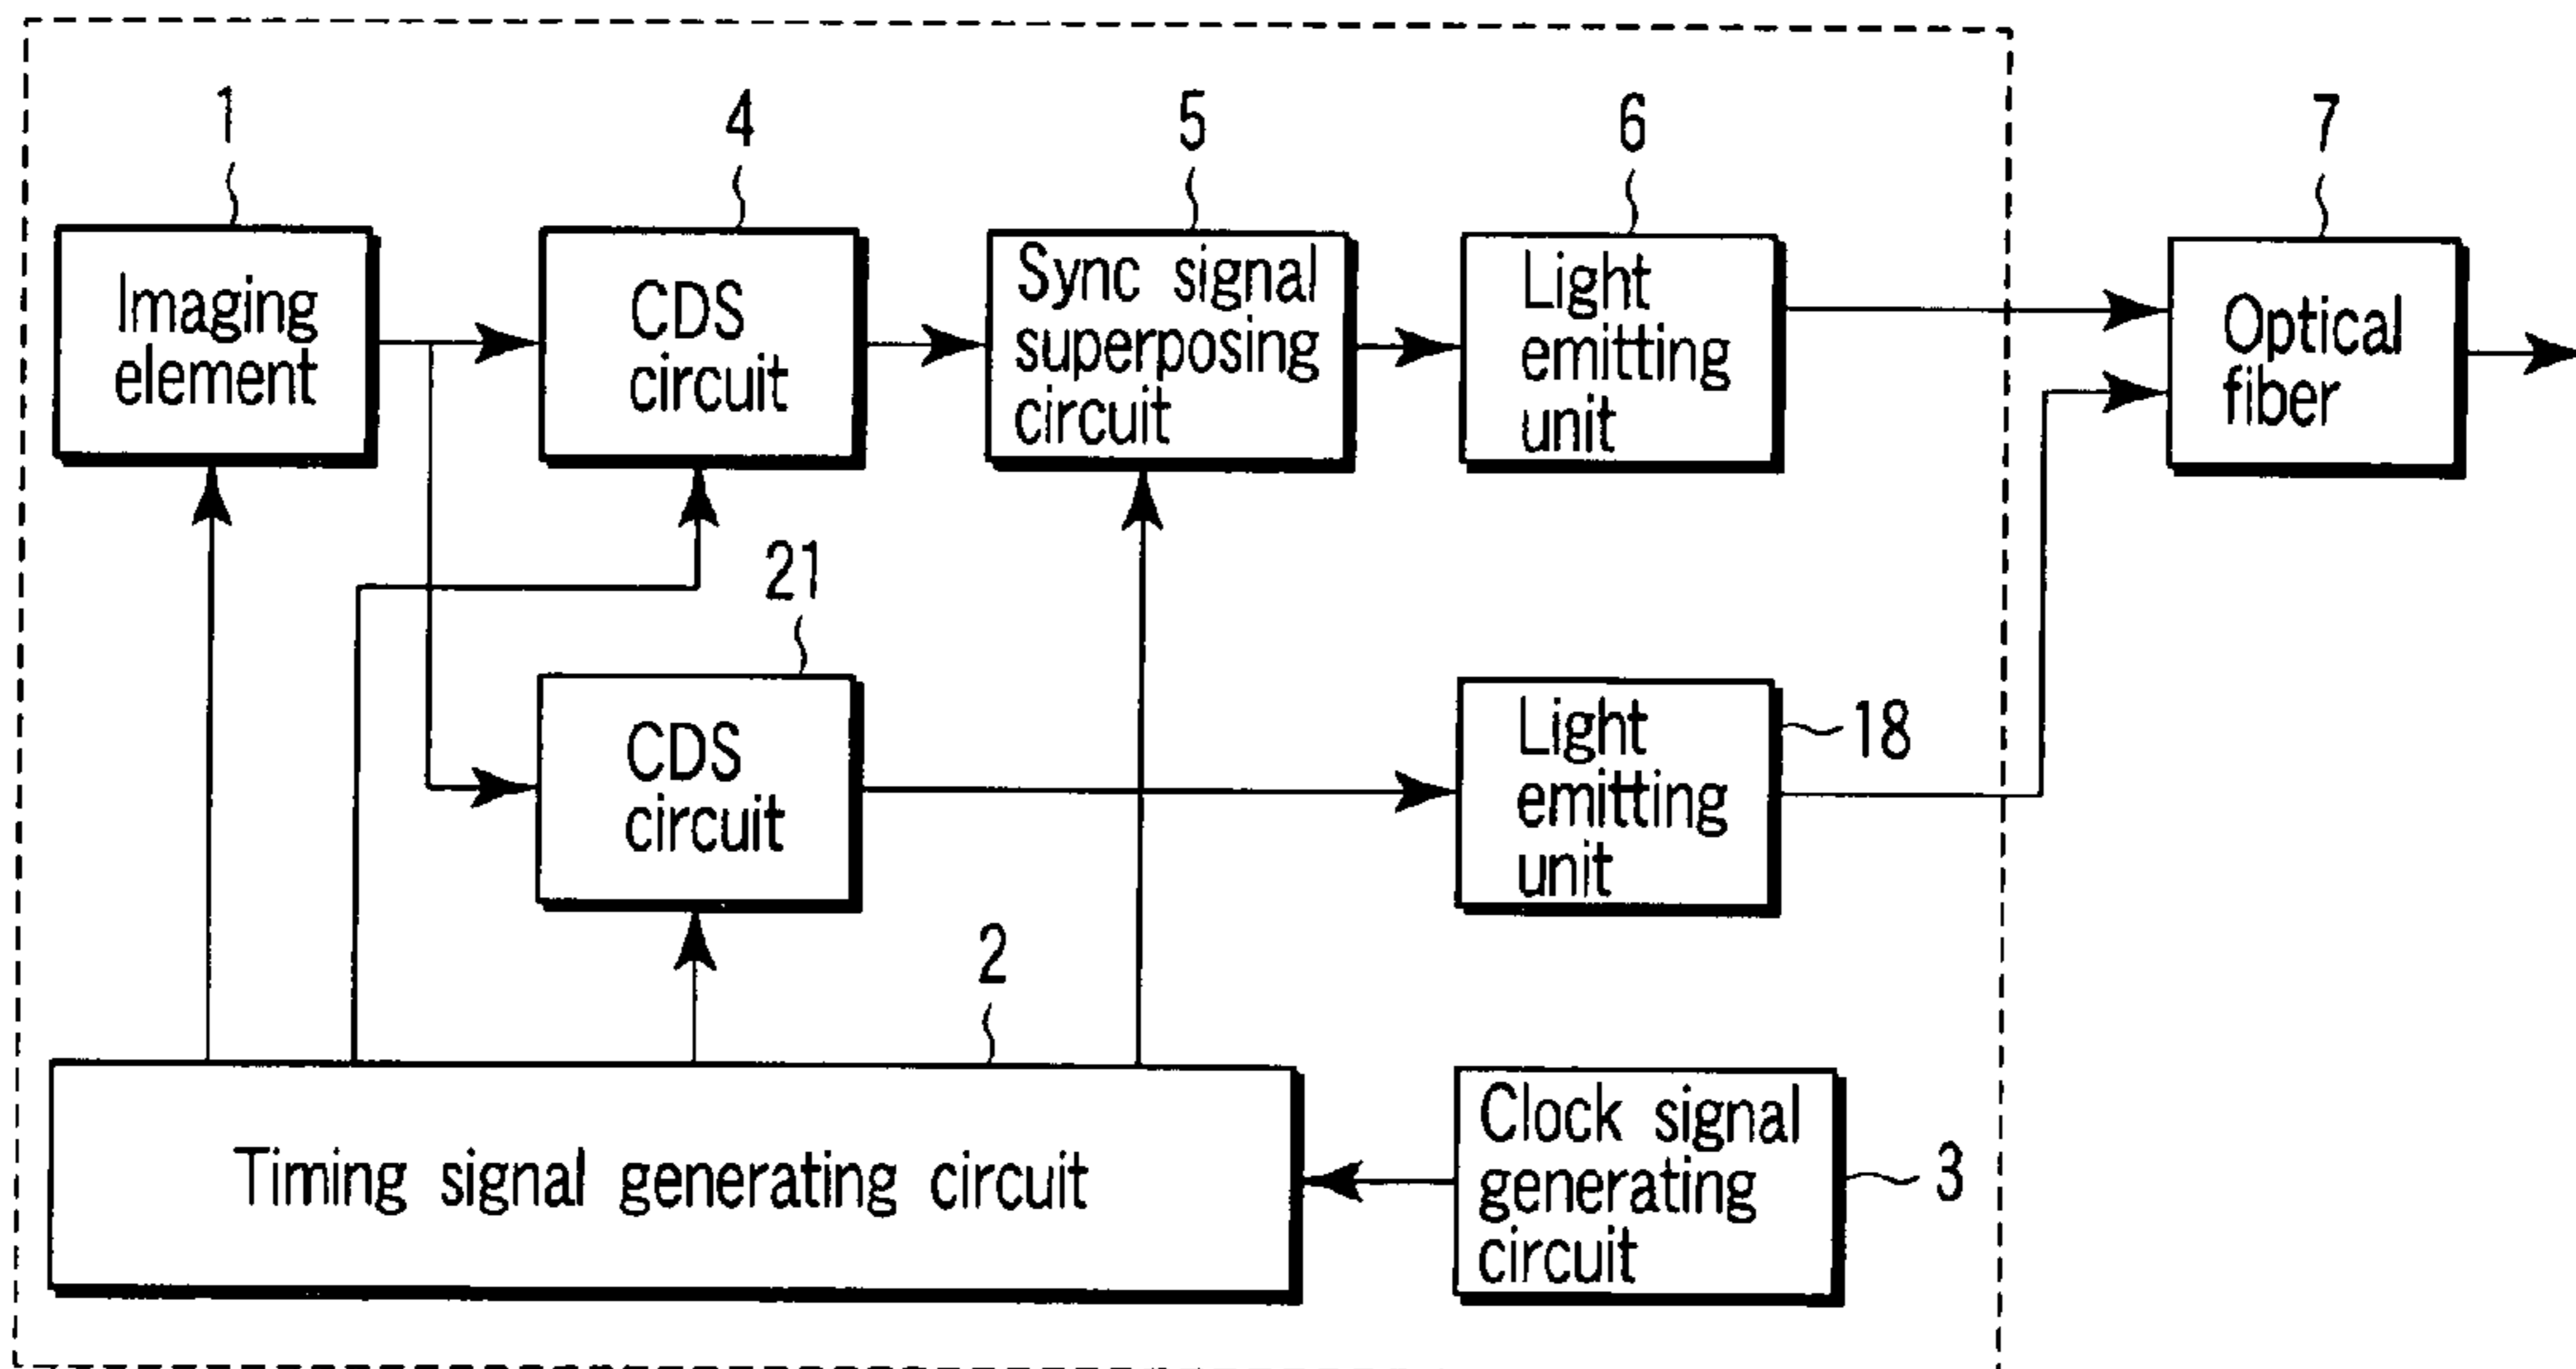 1
4
5
6
7
Imaging
element
CDS
circuit
Sync signal
superposing
circuit
Light
emitting
unit
Optical
fiber
21
CDS
circuit
Light
emitting
unit
18
2
Timing signal generating circuit
Clock signal
generating
circuit
3